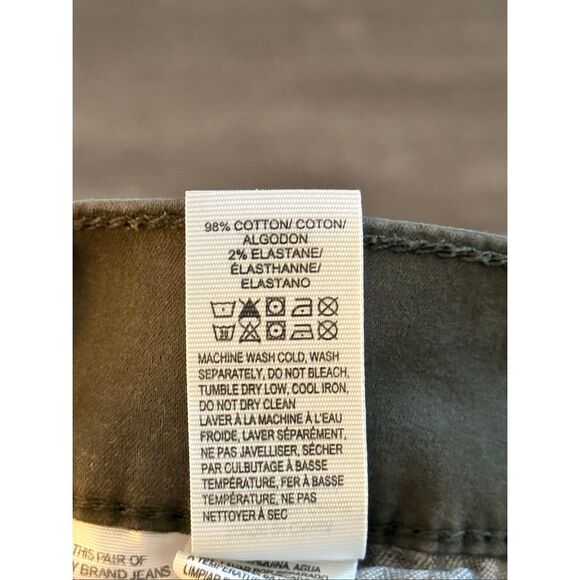 98% COTTON/ COTON/
ALGODON
2% ELASTANE/
ÉLASTHANNE/
ELASTANO
MACHINE WASH COLD, WASH
SEPARATELY, DO NOT BLEACH,
TUMBLE DRY LOW, COOL IRON,
DO NOT DRY CLEAN
LAVER À LA MACHINE À L'EAU
FROIDE, LAVER SÉPARÉMENT,
NE PAS JAVELLISER, SÉCHER
PAR CULBUTAGE À BASSE
TEMPÉRATURE, FER À BASSE
TEMPÉRATURE, NE PAS
NETTOYER À SEC
THIS PAIR OF
Y BRAND JEANS
AGUA
LIMPIAR